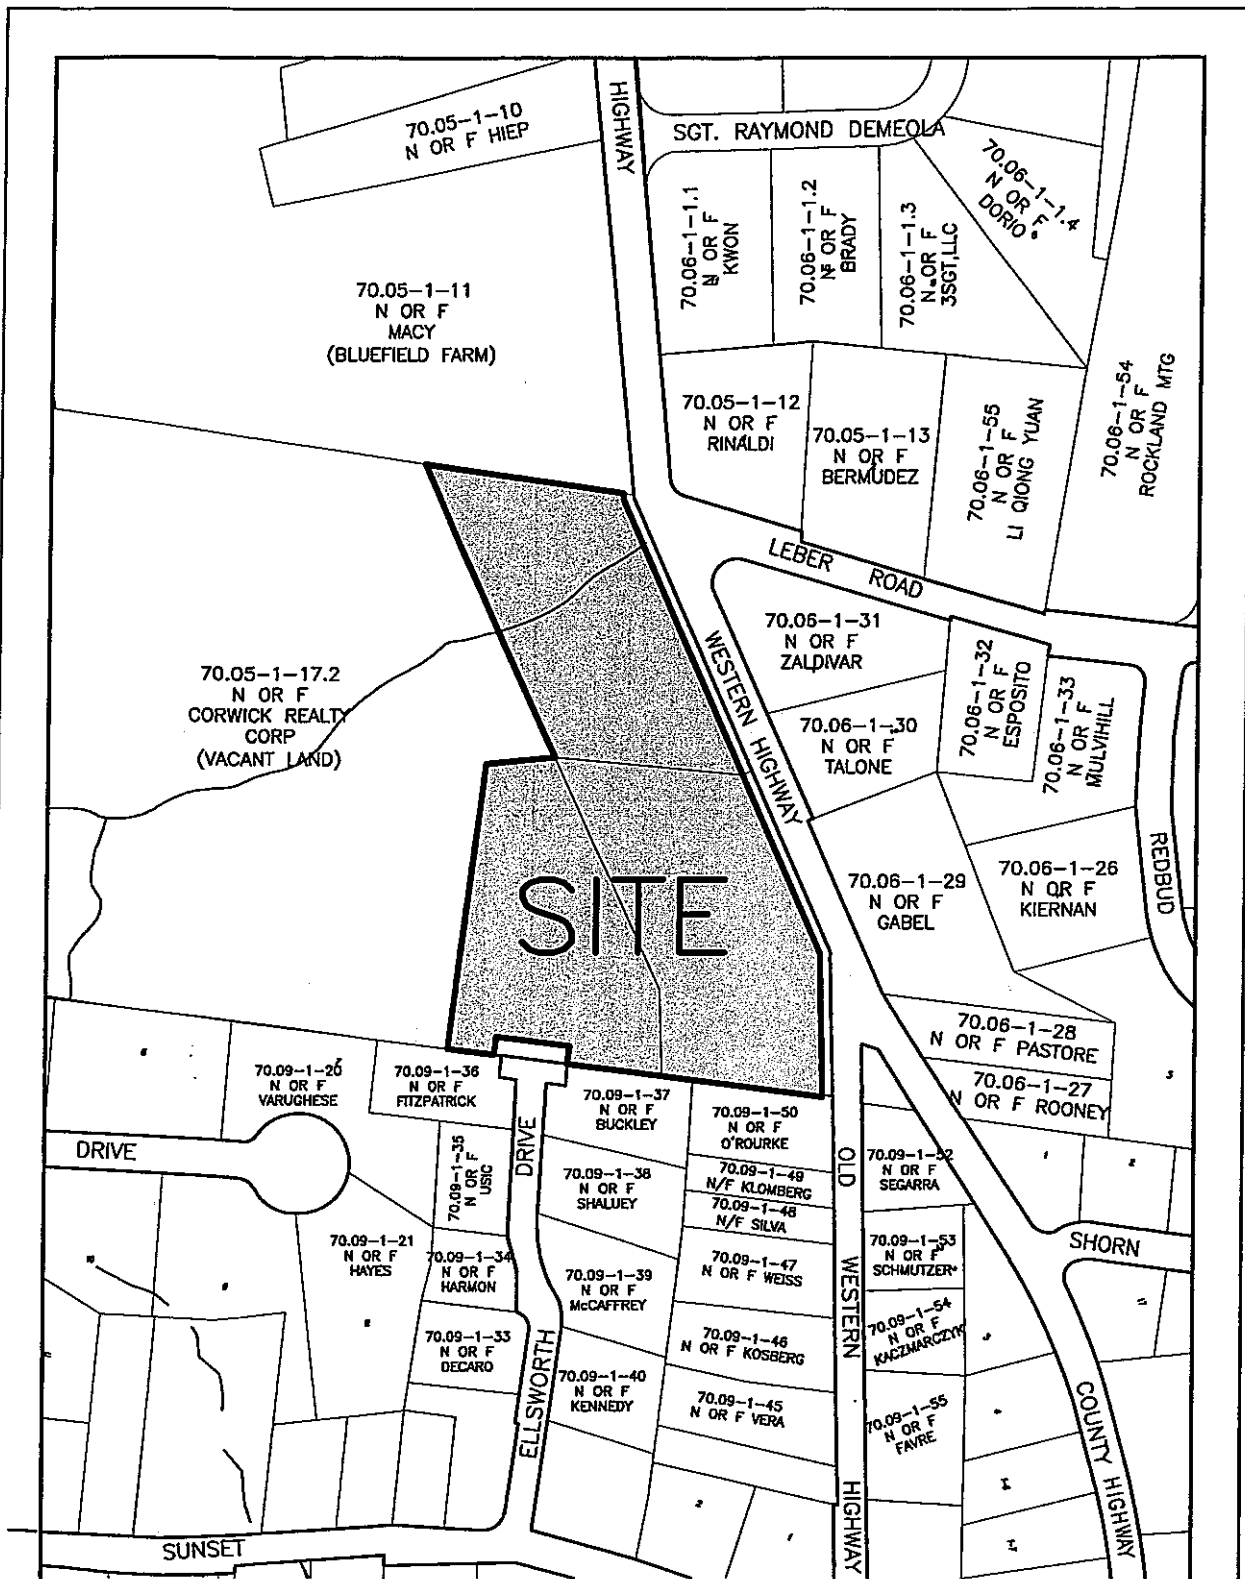 HIGHWAY
70.05-1-10
N OR F HIEP
SGT. RAYMOND DEMEOLA
70.06-1-1.1
N OR F
KWON
70.06-1-1.2
N OR F
BRADY
70.06-1-1.3
N OR F
3SGT,LLC
70.06-1-1.4
N OR F
DORIO
70.05-1-11
N OR F
MACY
(BLUEFIELD FARM)
70.05-1-12
N OR F
RINALDI
70.05-1-13
N OR F
BERMUDEZ
70.06-1-55
N OR F
LI QIONG YUAN
70.06-1-54
N OR F
ROCKLAND MTG
LEBER ROAD
70.05-1-17.2
N OR F
CORWICK REALTY
CORP
(VACANT LAND)
WESTERN HIGHWAY
70.06-1-31
N OR F
ZALDIVAR
70.06-1-32
N OR F
ESPOSITO
70.06-1-33
N OR F
MULVIHILL
70.06-1-30
N OR F
TALONE
SITE
70.06-1-29
N OR F
GABEL
70.06-1-26
N OR F
KIERNAN
REDBUD
70.06-1-28
N OR F PASTORE
70.06-1-27
N OR F ROONEY
70.09-1-20
N OR F
VARUGHESE
70.09-1-36
N OR F
FITZPATRICK
70.09-1-37
N OR F
BUCKLEY
70.09-1-50
N OR F
O'ROURKE
DRIVE
70.09-1-35
N OR F
USIC
DRIVE
70.09-1-38
N OR F
SHALUEY
70.09-1-49
N/F KLOMBERG
70.09-1-48
N/F SILVA
OLD
70.09-1-52
N OR F
SEGARRA
1
2
70.09-1-21
N OR F
HAYES
70.09-1-34
N OR F
HARMON
70.09-1-39
N OR F
McCAFFREY
70.09-1-47
N OR F WEISS
WESTERN
70.09-1-53
N OR F
SCHMUTZER
SHORN
70.09-1-33
N OR F
DECARO
70.09-1-46
N OR F KOSBERG
70.09-1-54
N OR F
KACZMARCZYK
ELLSWORTH
70.09-1-40
N OR F
KENNEDY
70.09-1-45
N OR F VERA
70.09-1-55
N OR F
FAVRE
COUNTY HIGHWAY
2
1
HIGHWAY
SUNSET